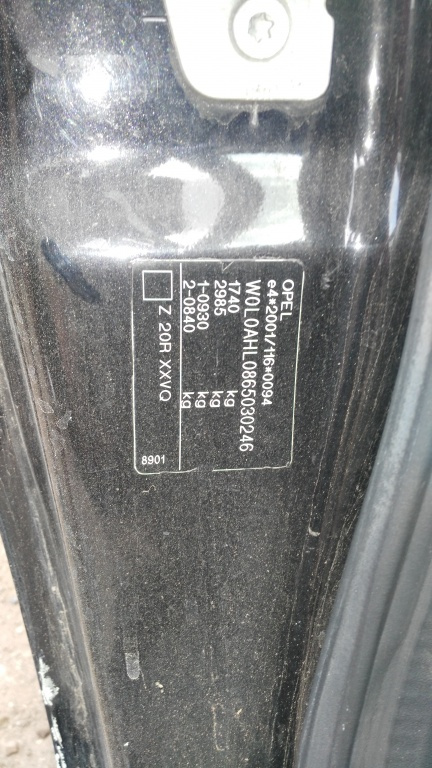 OPEL
e4*2001/116*0094
W0L0AHL0865030246
1740 kg
2985 kg
1-0930 kg
2-0840 kg
Z 20R XXVQ
8901